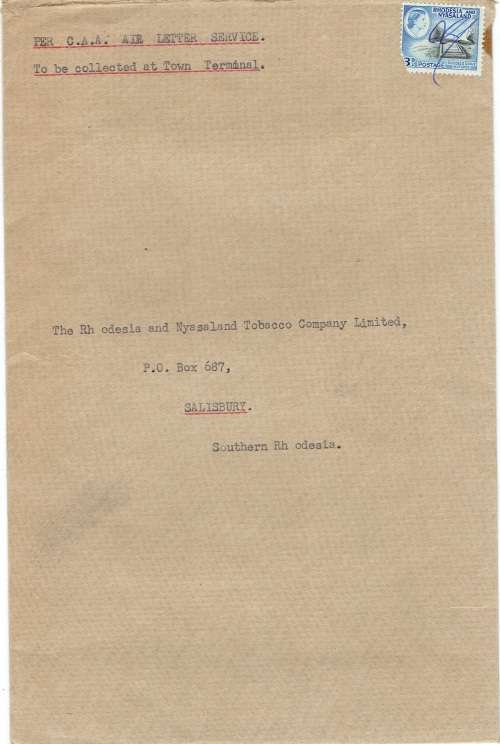 PER C.A.A. AIR LETTER SERVICE.
To be collected at Town Terminal.
RHODESIA AND
NYASALAND
3D
POSTAGE
The Rh odesia and Nyasaland Tobacco Company Limited,
P.O. Box 687,
SALISBURY.
Southern Rh odesia.